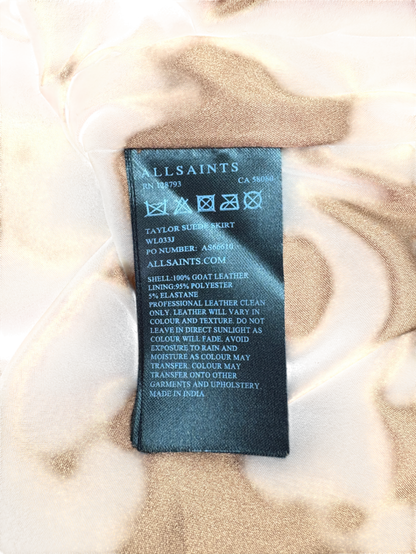 ALLSAINTS
RN 128793 CA 58060
TAYLOR SUEDE SKIRT
WL033J
PO NUMBER: AS66610
ALLSAINTS.COM
SHELL:100% GOAT LEATHER
LINING:95% POLYESTER
5% ELASTANE
PROFESSIONAL LEATHER CLEAN
ONLY. LEATHER WILL VARY IN
COLOUR AND TEXTURE. DO NOT
LEAVE IN DIRECT SUNLIGHT AS
COLOUR WILL FADE. AVOID
EXPOSURE TO RAIN AND
MOISTURE AS COLOUR MAY
TRANSFER. COLOUR MAY
TRANSFER ONTO OTHER
GARMENTS AND UPHOLSTERY.
MADE IN INDIA